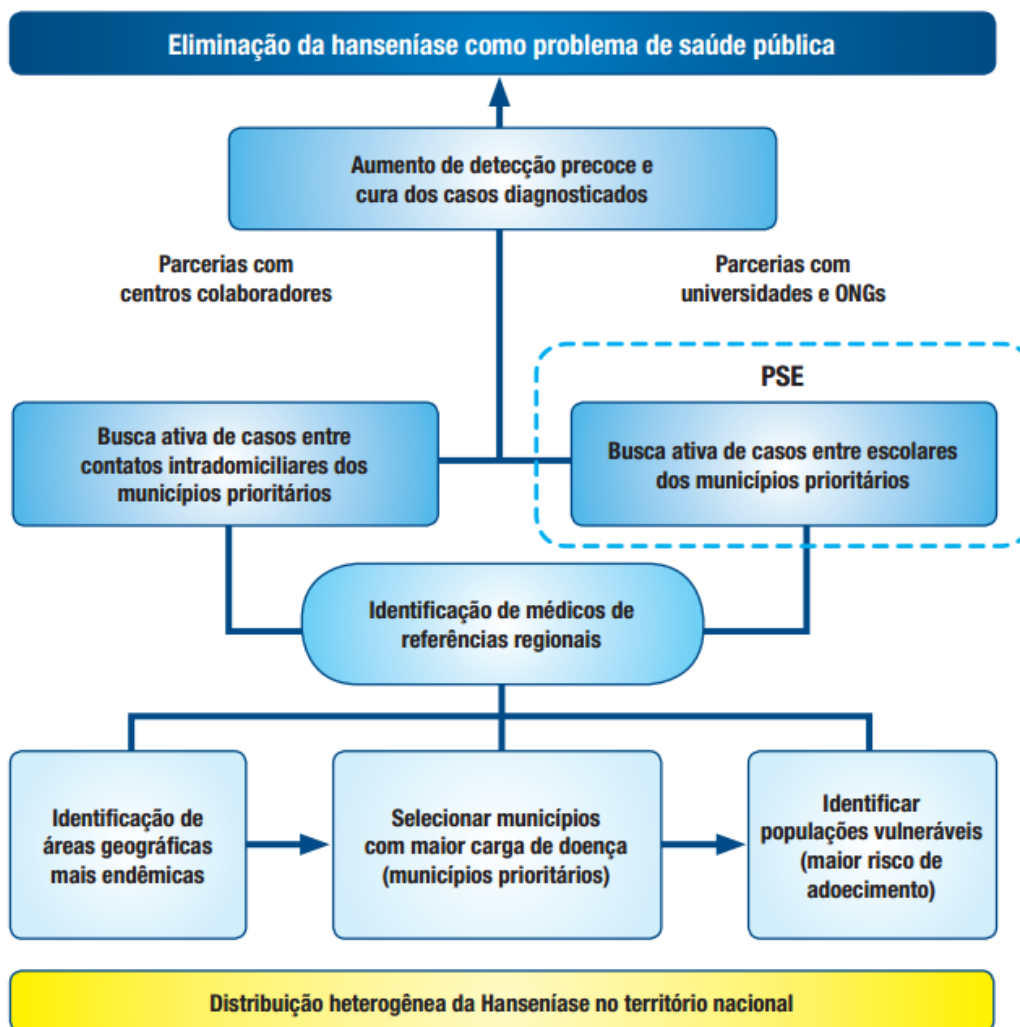 Eliminação da hanseníase como problema de saúde pública
Aumento de detecção precoce e
cura dos casos diagnosticados
Parcerias com
centros colaboradores
Parcerias com
universidades e ONGs
PSE
Busca ativa de casos entre
contatos intradomiciliares dos
municípios prioritários
Busca ativa de casos entre escolares
dos municípios prioritários
Identificação de médicos de
referências regionais
Identificação de
áreas geográficas
mais endêmicas
Selecionar municípios
com maior carga de doença
(municípios prioritários)
Identificar
populações vulneráveis
(maior risco de
adoecimento)
Distribuição heterogênea da Hanseníase no território nacional